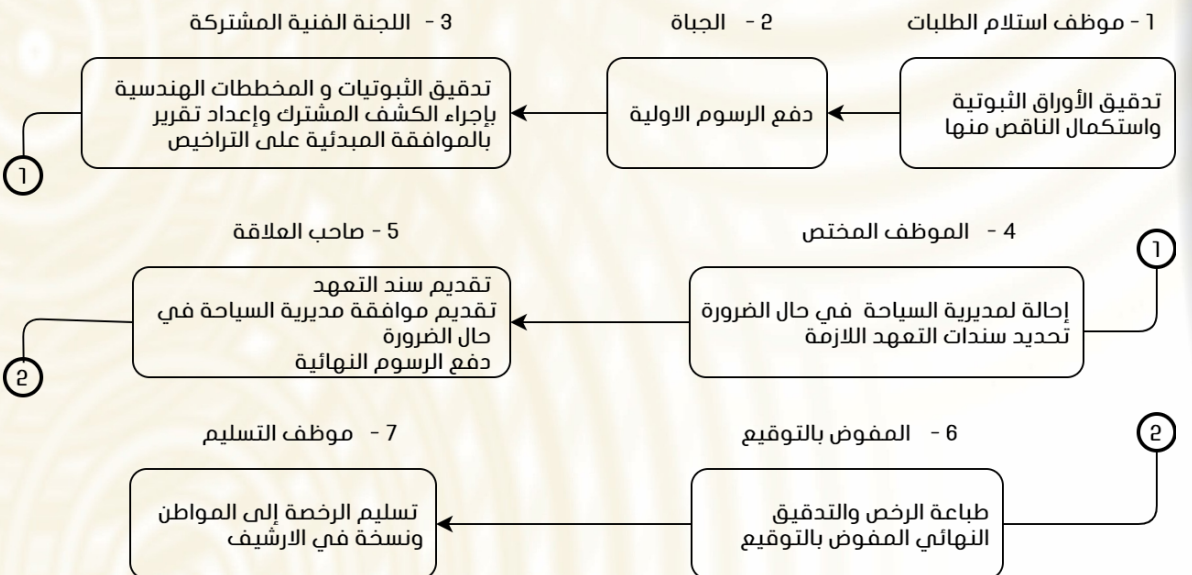 1 - موظف استلام الطلبات
تدقيق الأوراق الثبوتية
واستكمال الناقص منها
2 - الجباة
دفع الرسوم الاولية
3 - اللجنة الفنية المشتركة
تدقيق الثبوتيات و المخططات الهندسية
بإجراء الكشف المشترك وإعداد تقرير
بالموافقة المبدئية على التراخيص
1
1
4 - الموظف المختص
إحالة لمديرية السياحة في حال الضرورة
تحديد سندات التعهد اللازمة
5 - صاحب العلاقة
تقديم سند التعهد
تقديم موافقة مديرية السياحة في
حال الضرورة
دفع الرسوم النهائية
2
2
6 - المفوض بالتوقيع
طباعة الرخص والتدقيق
النهائي المفوض بالتوقيع
7 - موظف التسليم
تسليم الرخصة إلى المواطن
ونسخة في الارشيف